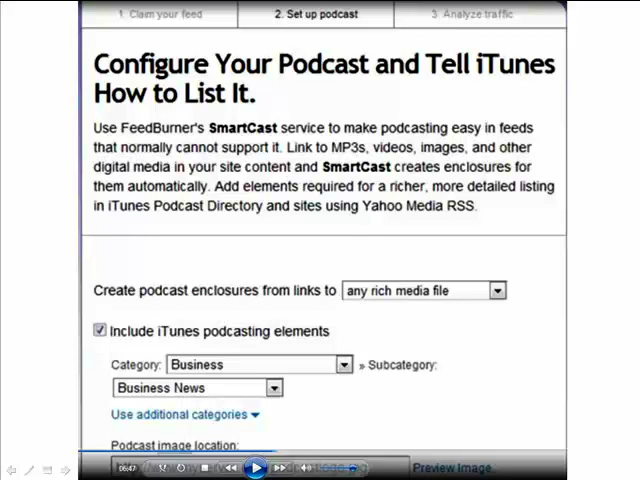 1. Claim your feed
2. Set up podcast
3. Analyze traffic
Configure Your Podcast and Tell iTunes
How to List It.
Use FeedBurner's SmartCast service to make podcasting easy in feeds
that normally cannot support it. Link to MP3s, videos, images, and other
digital media in your site content and SmartCast creates enclosures for
them automatically. Add elements required for a richer, more detailed listing
in iTunes Podcast Directory and sites using Yahoo Media RSS.
Create podcast enclosures from links to any rich media file
Include iTunes podcasting elements
Category: Business » Subcategory:
Business News
Use additional categories
Podcast image location:
06:47
Preview Image